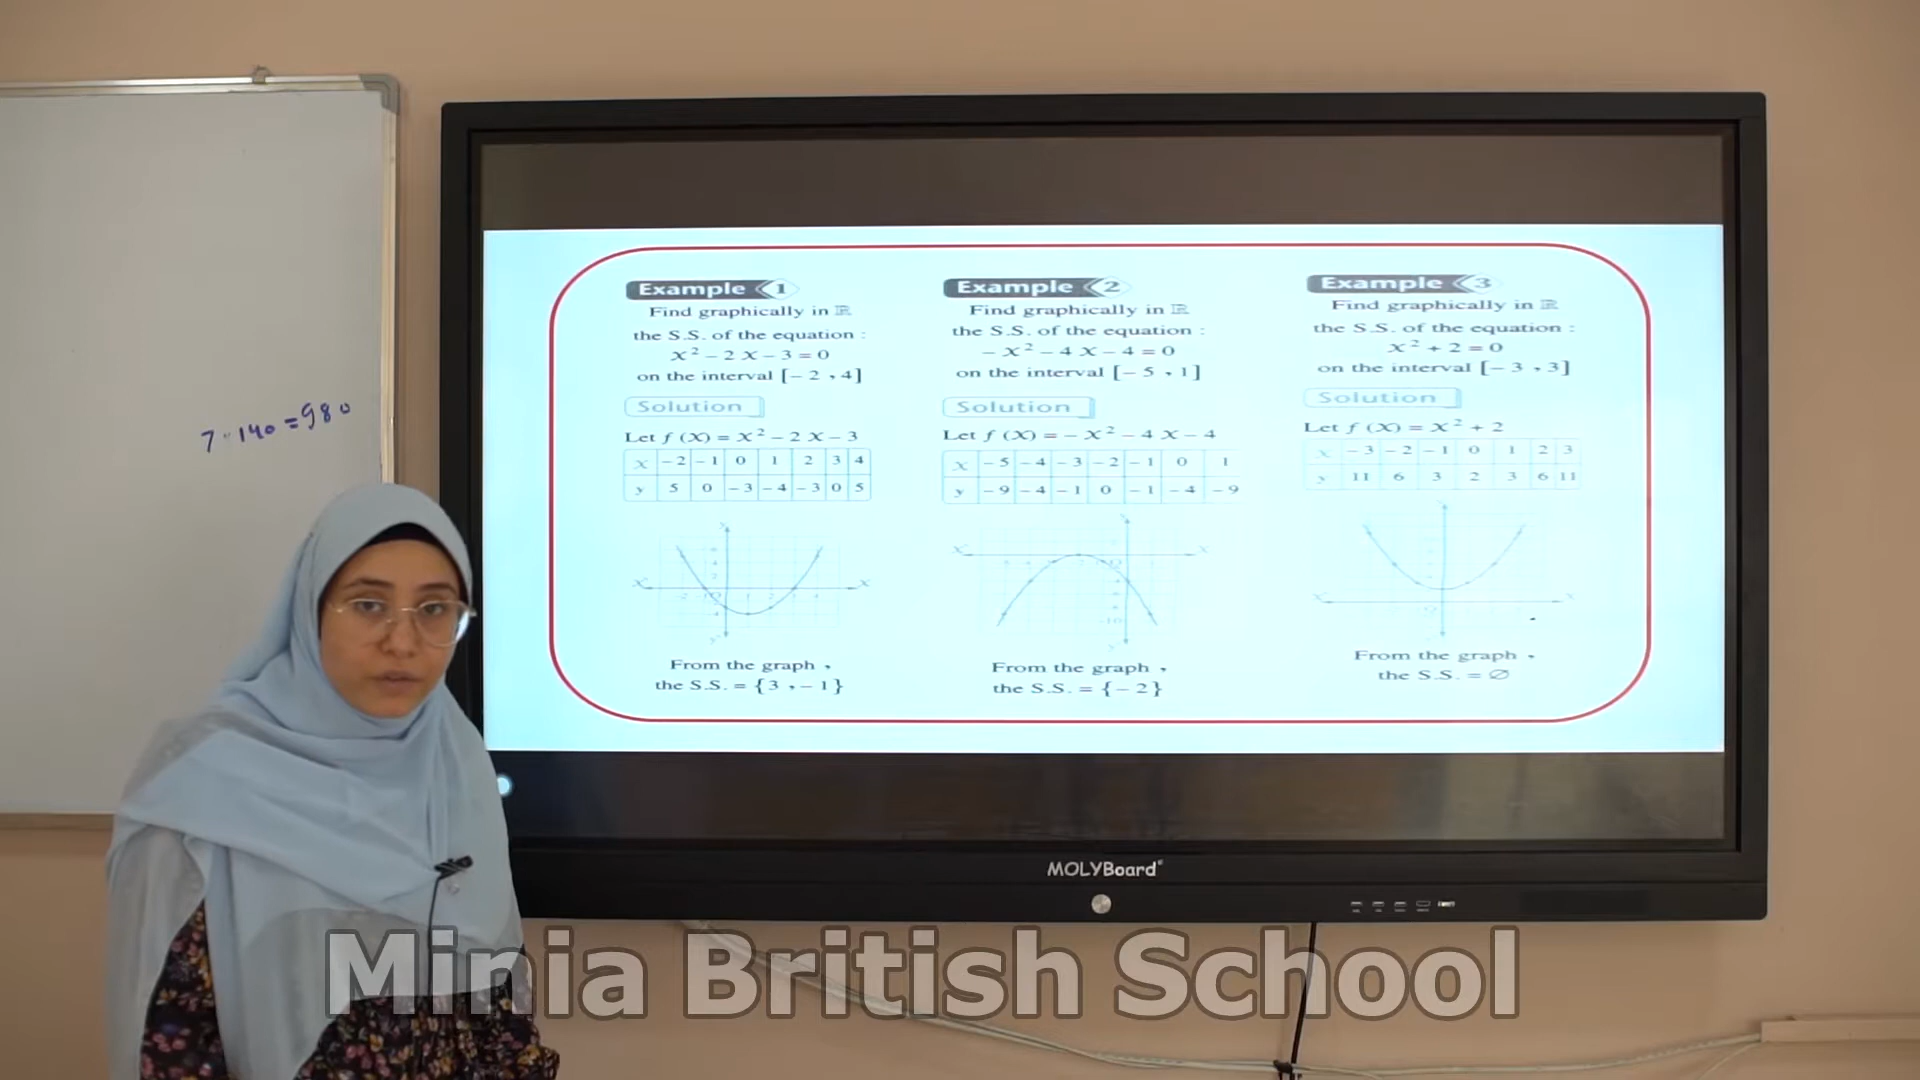 7 · 140 = 980
Example 1
Find graphically in ℝ
the S.S. of the equation :
x² − 2 x − 3 = 0
on the interval [− 2 , 4]
Solution
Let f (x) = x² − 2 x − 3
x −2 −1 0 1 2 3 4
y 5 0 −3 −4 −3 0 5
From the graph ,
the S.S. = {3 , − 1}
Example 2
Find graphically in ℝ
the S.S. of the equation :
− x² − 4 x − 4 = 0
on the interval [− 5 , 1]
Solution
Let f (x) = − x² − 4 x − 4
x −5 −4 −3 −2 −1 0 1
y −9 −4 −1 0 −1 −4 −9
From the graph ,
the S.S. = {− 2}
Example 3
Find graphically in ℝ
the S.S. of the equation :
x² + 2 = 0
on the interval [− 3 , 3]
Solution
Let f (x) = x² + 2
x −3 −2 −1 0 1 2 3
y 11 6 3 2 3 6 11
From the graph ,
the S.S. = ∅
MOLYBoard
Minia British School